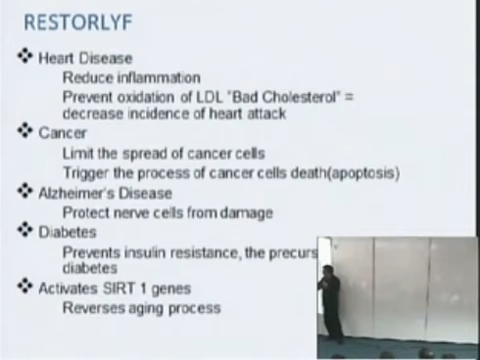 RESTORLYF
Heart Disease
Reduce inflammation
Prevent oxidation of LDL "Bad Cholesterol" =
decrease incidence of heart attack
Cancer
Limit the spread of cancer cells
Trigger the process of cancer cells death(apoptosis)
Alzheimer's Disease
Protect nerve cells from damage
Diabetes
Prevents insulin resistance, the
diabetes
Activates SIRT 1 genes
Reverses aging process